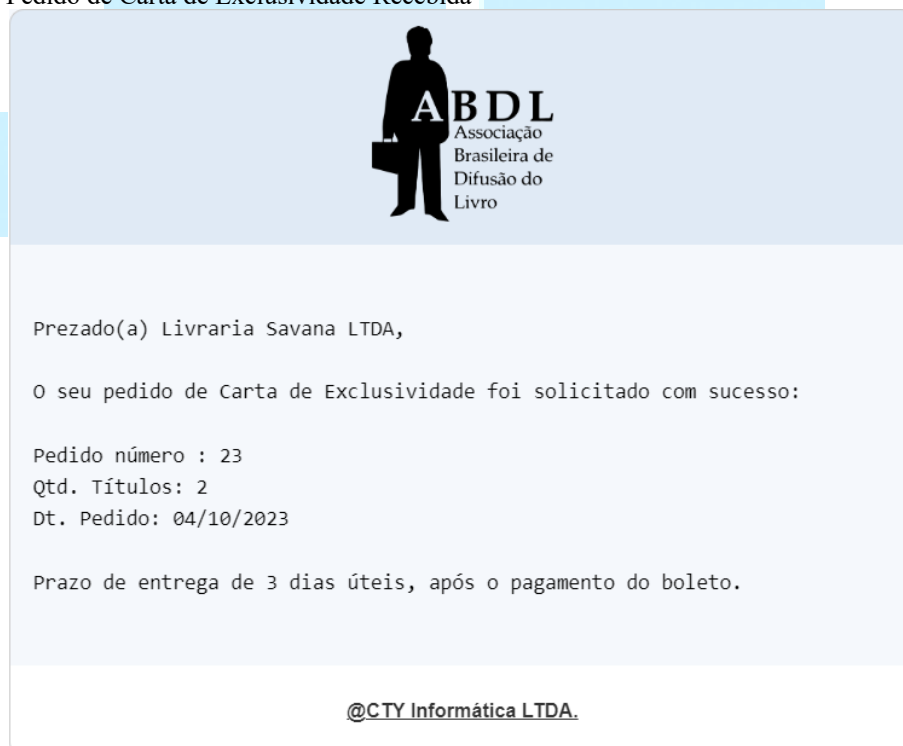 Pedido de Carta de Exclusividade Recebida
ABDL
Associação
Brasileira de
Difusão do
Livro
Prezado(a) Livraria Savana LTDA,
O seu pedido de Carta de Exclusividade foi solicitado com sucesso:
Pedido número : 23
Qtd. Títulos: 2
Dt. Pedido: 04/10/2023
Prazo de entrega de 3 dias úteis, após o pagamento do boleto.
@CTY Informática LTDA.